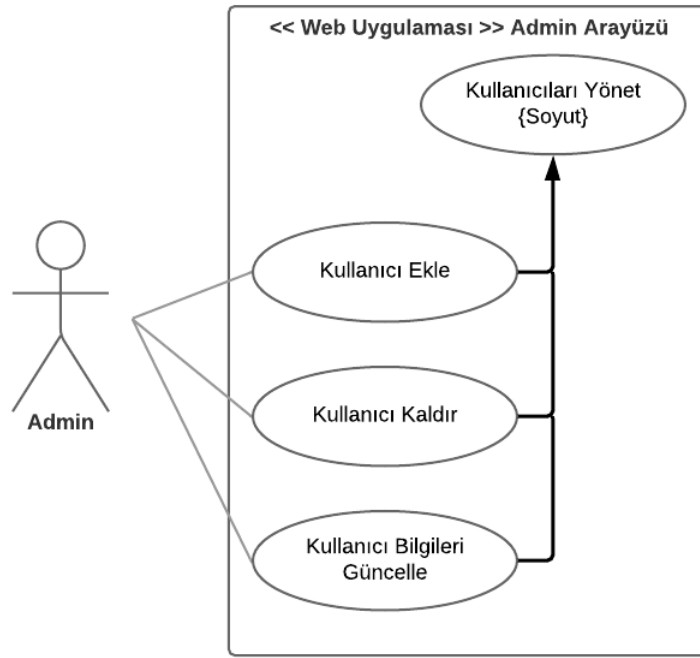 << Web Uygulaması >> Admin Arayüzü
Kullanıcıları Yönet
{Soyut}
Kullanıcı Ekle
Kullanıcı Kaldır
Admin
Kullanıcı Bilgileri
Güncelle